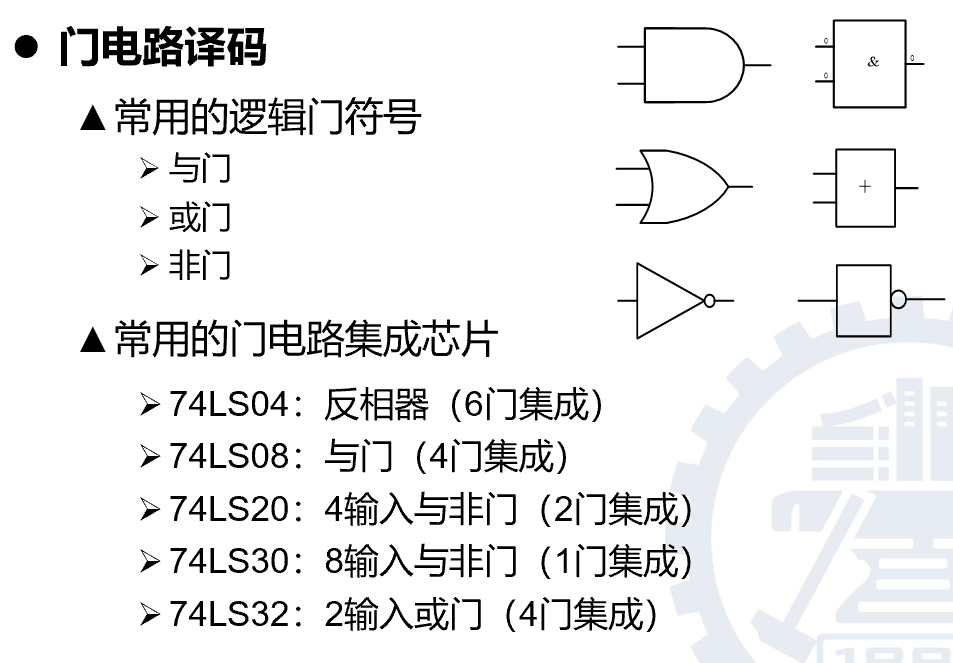 ● 门电路译码
▲常用的逻辑门符号
➢ 与门
➢ 或门
➢ 非门
&
+
▲常用的门电路集成芯片
➢ 74LS04：反相器（6门集成）
➢ 74LS08：与门（4门集成）
➢ 74LS20：4输入与非门（2门集成）
➢ 74LS30：8输入与非门（1门集成）
➢ 74LS32：2输入或门（4门集成）